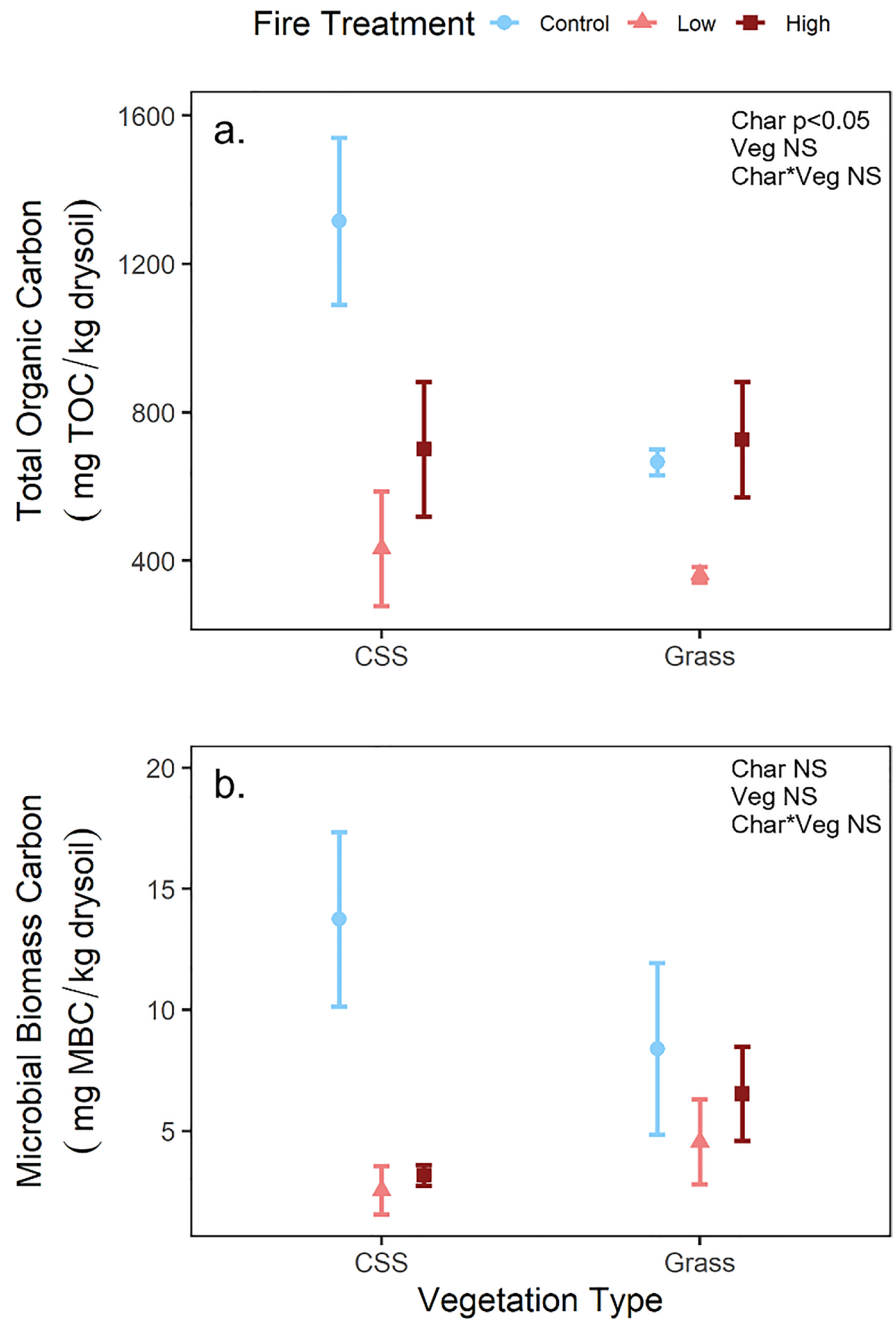 Fire Treatment Control Low High
a.
Char p<0.05
Veg NS
Char*Veg NS
Total Organic Carbon
( mg TOC/kg drysoil)
1600
1200
800
400
CSS Grass
b.
Char NS
Veg NS
Char*Veg NS
Microbial Biomass Carbon
( mg MBC/kg drysoil)
20
15
10
5
CSS Grass
Vegetation Type